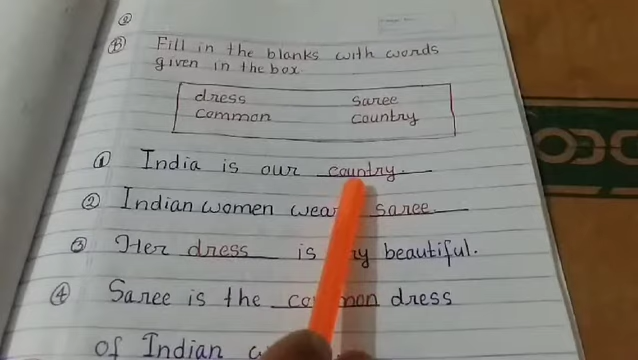 ②
Ⓑ Fill in the blanks with words
given in the box.
dress saree
common country
① India is our country.
② Indian women wear saree
③ Her dress is beautiful.
④ Saree is the dress
of Indian